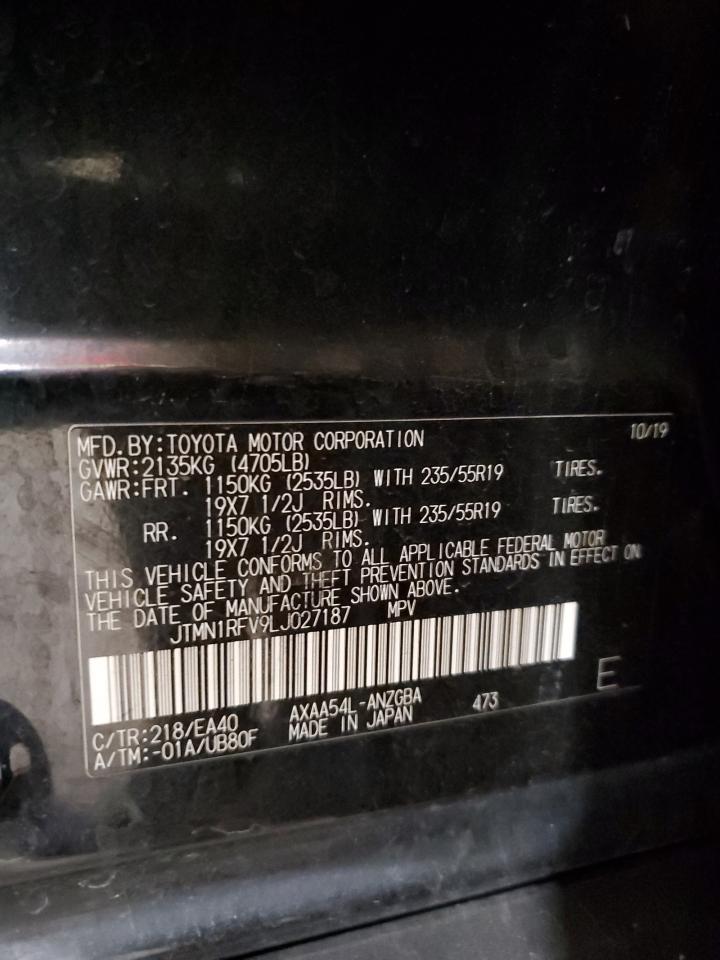 MFD.BY:TOYOTA MOTOR CORPORATION 10/19
GVWR:2135KG (4705LB)
GAWR:FRT. 1150KG (2535LB) WITH 235/55R19 TIRES.
19X7 1/2J RIMS.
RR. 1150KG (2535LB) WITH 235/55R19 TIRES.
19X7 1/2J RIMS.
THIS VEHICLE CONFORMS TO ALL APPLICABLE FEDERAL MOTOR
VEHICLE SAFETY AND THEFT PREVENTION STANDARDS IN EFFECT ON
THE DATE OF MANUFACTURE SHOWN ABOVE.
JTMN1RFV9LJ027187 MPV
E
C/TR:218/EA40 AXAA54L-ANZGBA 473
A/TM:-01A/UB80F MADE IN JAPAN